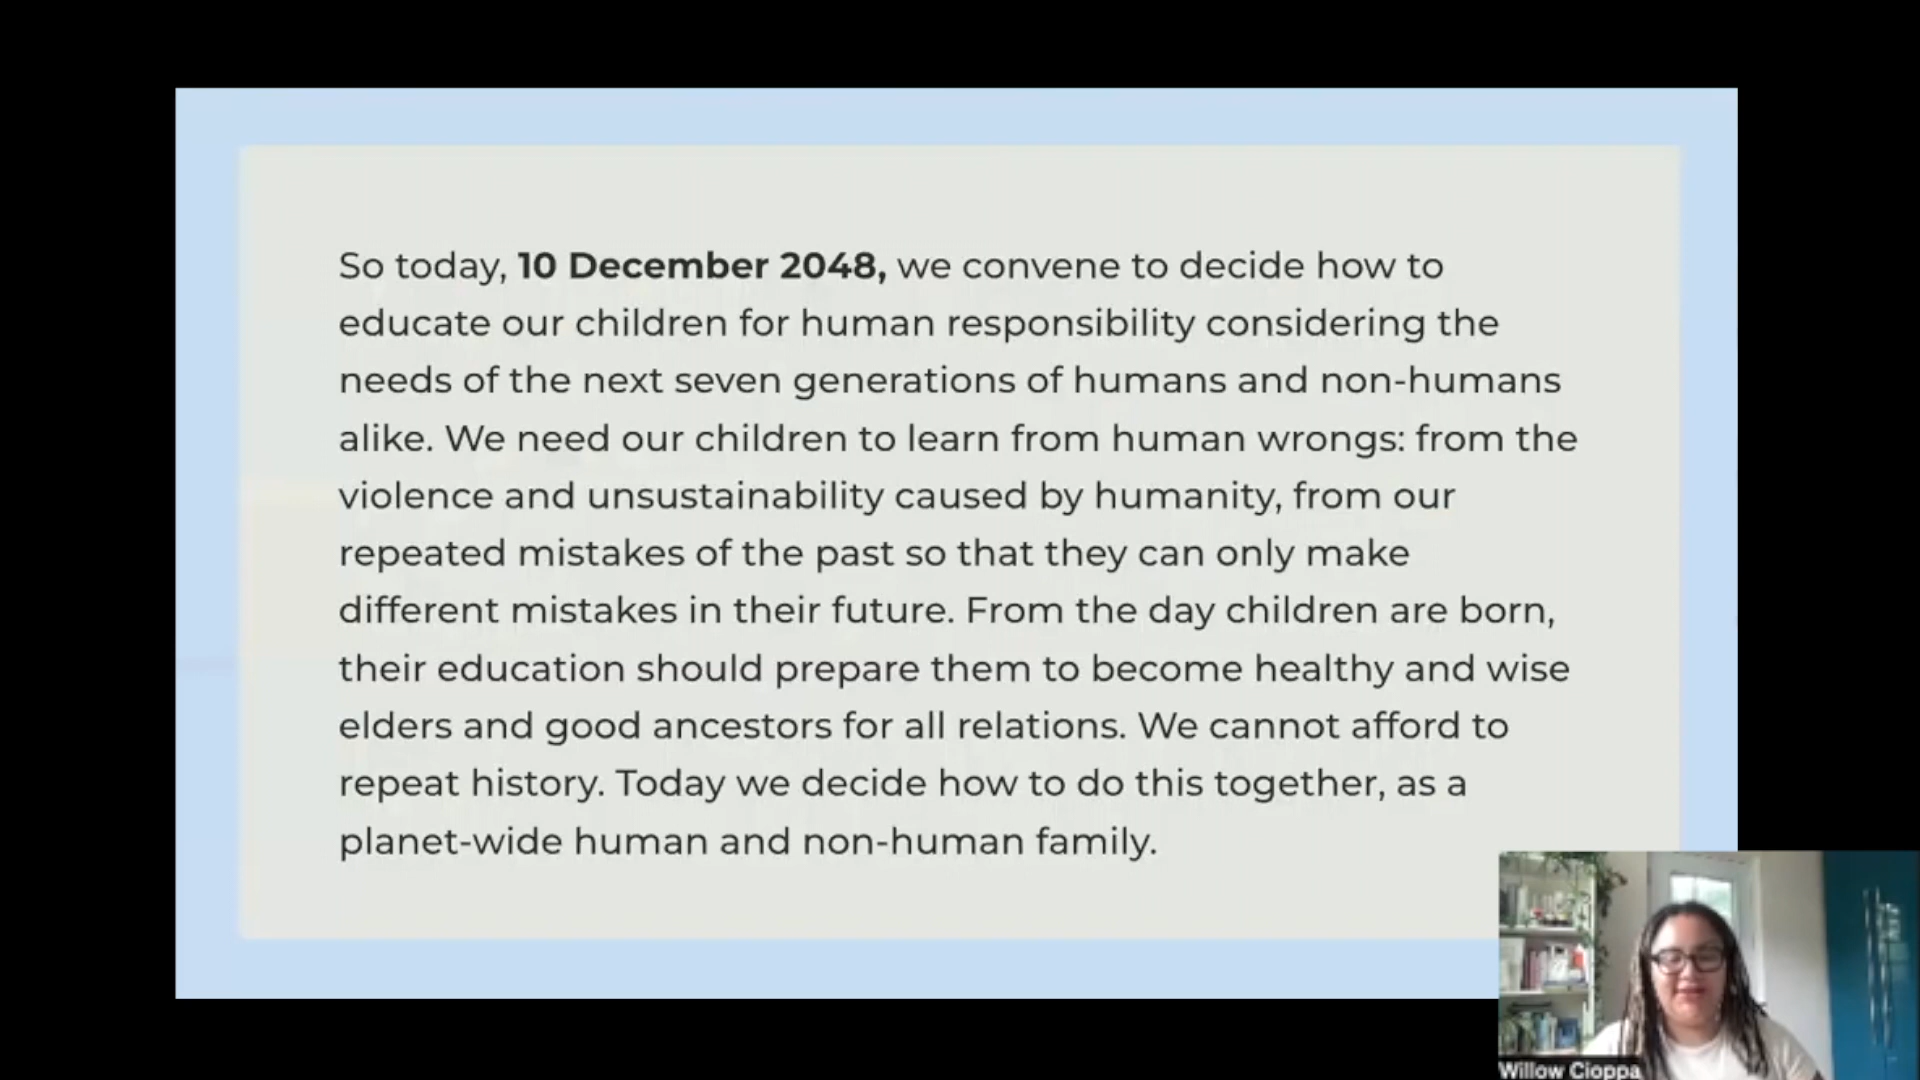 So today, 10 December 2048, we convene to decide how to
educate our children for human responsibility considering the
needs of the next seven generations of humans and non-humans
alike. We need our children to learn from human wrongs: from the
violence and unsustainability caused by humanity, from our
repeated mistakes of the past so that they can only make
different mistakes in their future. From the day children are born,
their education should prepare them to become healthy and wise
elders and good ancestors for all relations. We cannot afford to
repeat history. Today we decide how to do this together, as a
planet-wide human and non-human family.
Willow Cioppa